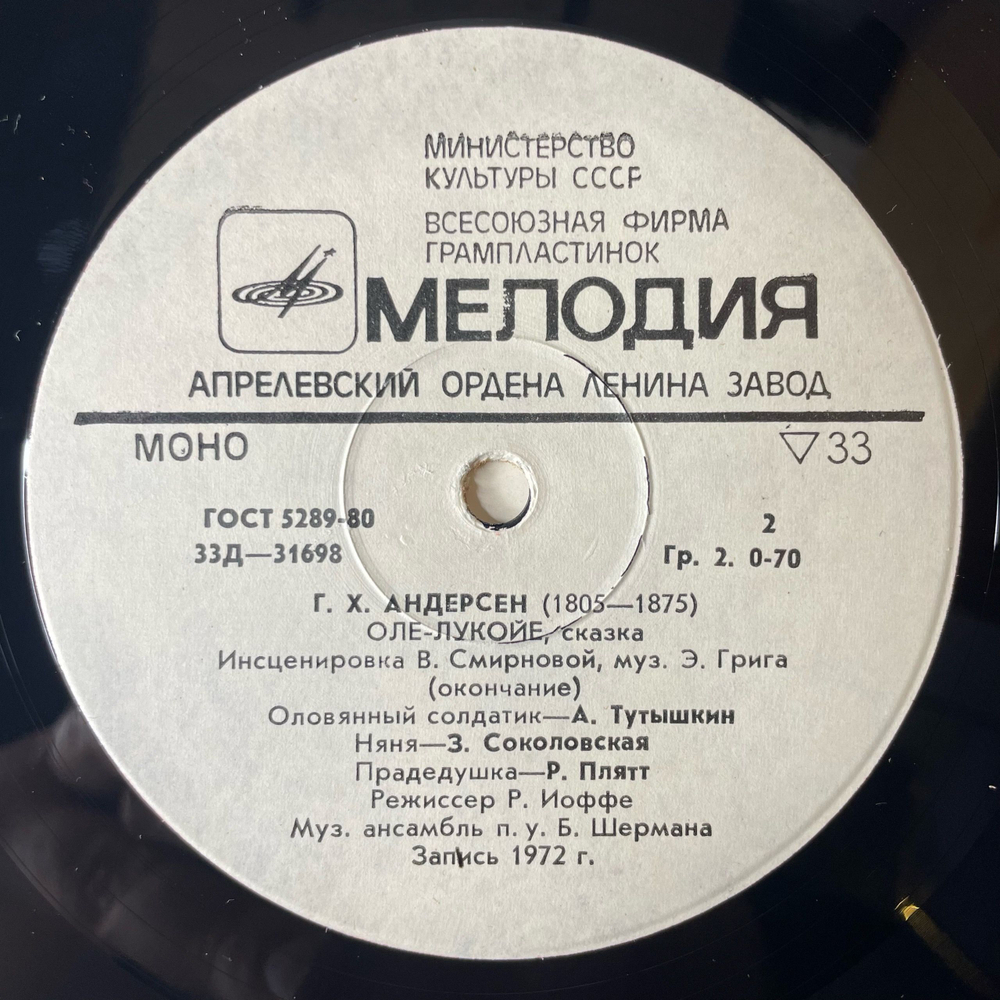 МИНИСТЕРСТВО
КУЛЬТУРЫ СССР
ВСЕСОЮЗНАЯ ФИРМА
ГРАМПЛАСТИНОК
МЕЛОДИЯ
АПРЕЛЕВСКИЙ ОРДЕНА ЛЕНИНА ЗАВОД
МОНО
▽33
ГОСТ 5289-80
2
33Д—31698
Гр. 2. 0-70
Г. Х. АНДЕРСЕН (1805—1875)
ОЛЕ-ЛУКОЙЕ, сказка
Инсценировка В. Смирновой, муз. Э. Грига
(окончание)
Оловянный солдатик—А. Тутышкин
Няня—З. Соколовская
Прадедушка—Р. Плятт
Режиссер Р. Иоффе
Муз. ансамбль п. у. Б. Шермана
Запись 1972 г.